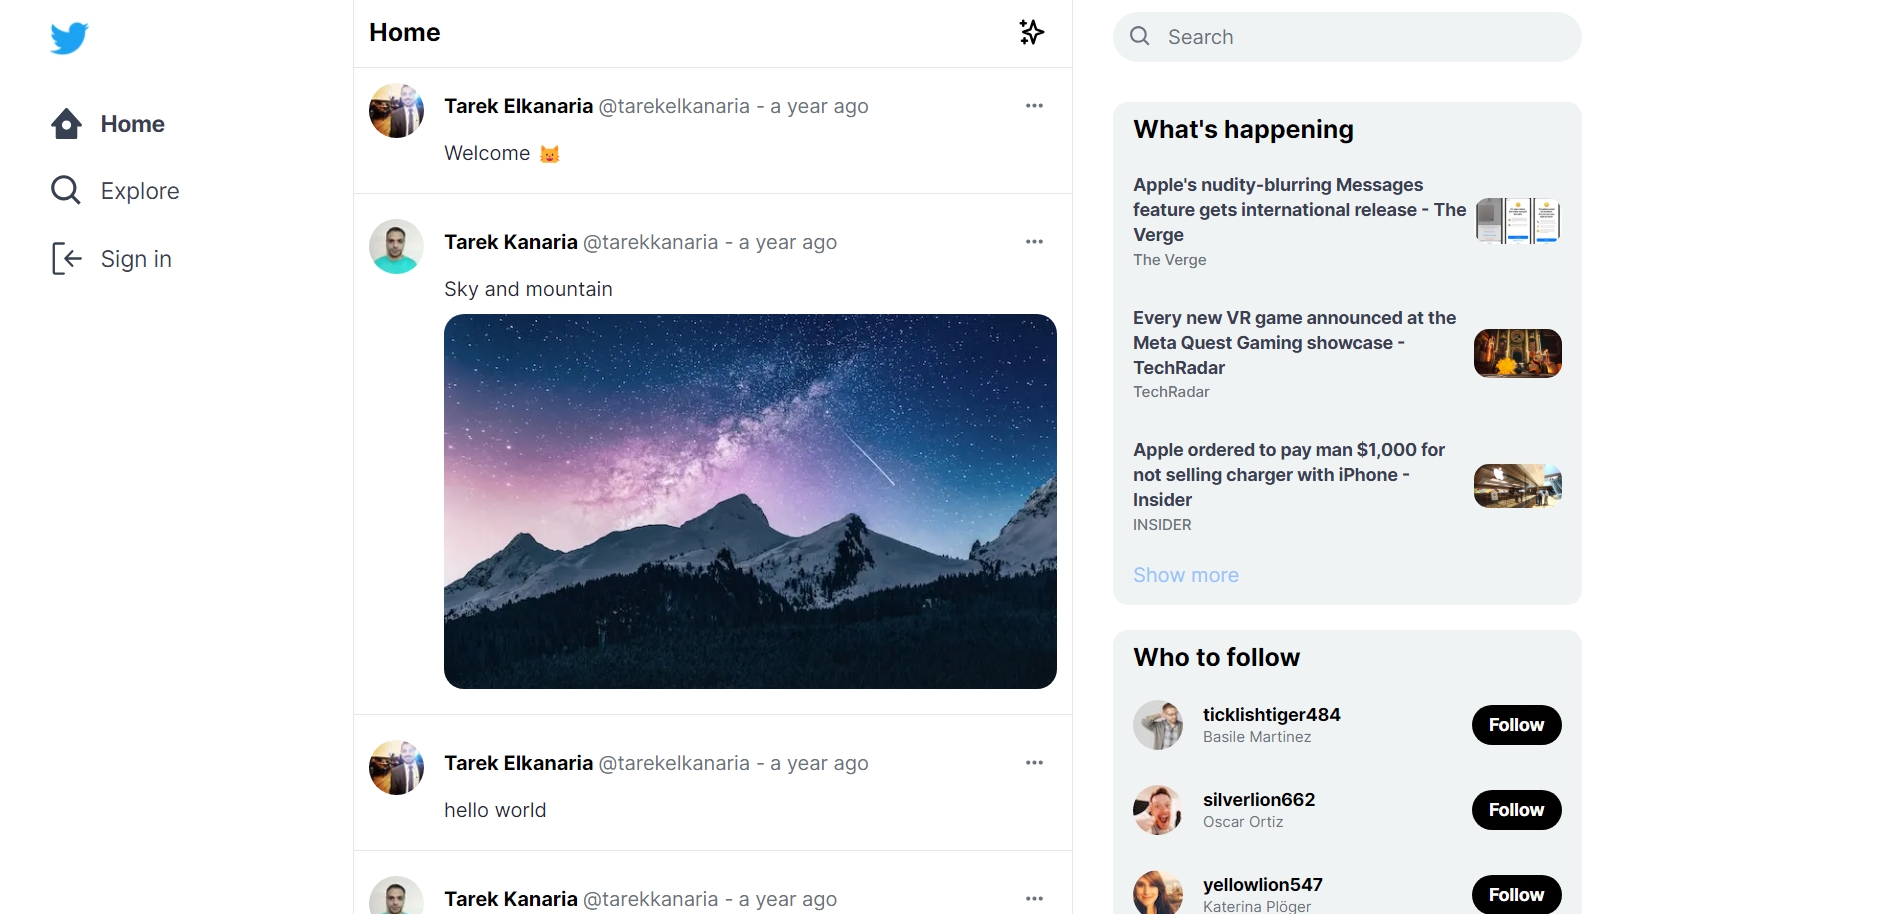 Home
Explore
Sign in
Home
Tarek Elkanaria @tarekelkanaria - a year ago
Welcome 😺
Tarek Kanaria @tarekkanaria - a year ago
Sky and mountain
Tarek Elkanaria @tarekelkanaria - a year ago
hello world
Tarek Kanaria @tarekkanaria - a year ago
Search
What's happening
Apple's nudity-blurring Messages
feature gets international release - The
Verge
The Verge
Every new VR game announced at the
Meta Quest Gaming showcase -
TechRadar
TechRadar
Apple ordered to pay man $1,000 for
not selling charger with iPhone -
Insider
INSIDER
Show more
Who to follow
ticklishtiger484
Basile Martinez
Follow
silverlion662
Oscar Ortiz
Follow
yellowlion547
Katerina Plöger
Follow